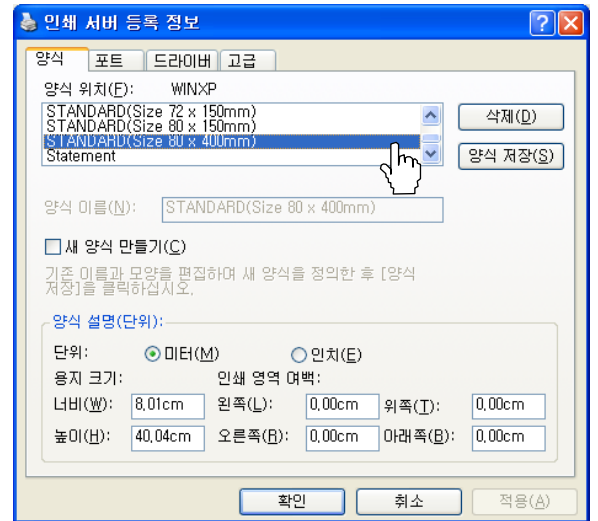 인쇄 서버 등록 정보
양식 포트 드라이버 고급
양식 위치(F): WINXP
STANDARD(Size 72 x 150mm)
STANDARD(Size 80 x 150mm)
STANDARD(Size 80 x 400mm)
Statement
삭제(D)
양식 저장(S)
양식 이름(N): STANDARD(Size 80 x 400mm)
새 양식 만들기(C)
기존 이름과 모양을 편집하여 새 양식을 정의한 후 [양식
저장]을 클릭하십시오.
양식 설명(단위):
단위: 미터(M) 인치(E)
용지 크기: 인쇄 영역 여백:
너비(W): 8,01cm 왼쪽(L): 0,00cm 위쪽(T): 0,00cm
높이(H): 40,04cm 오른쪽(R): 0,00cm 아래쪽(B): 0,00cm
확인 취소 적용(A)